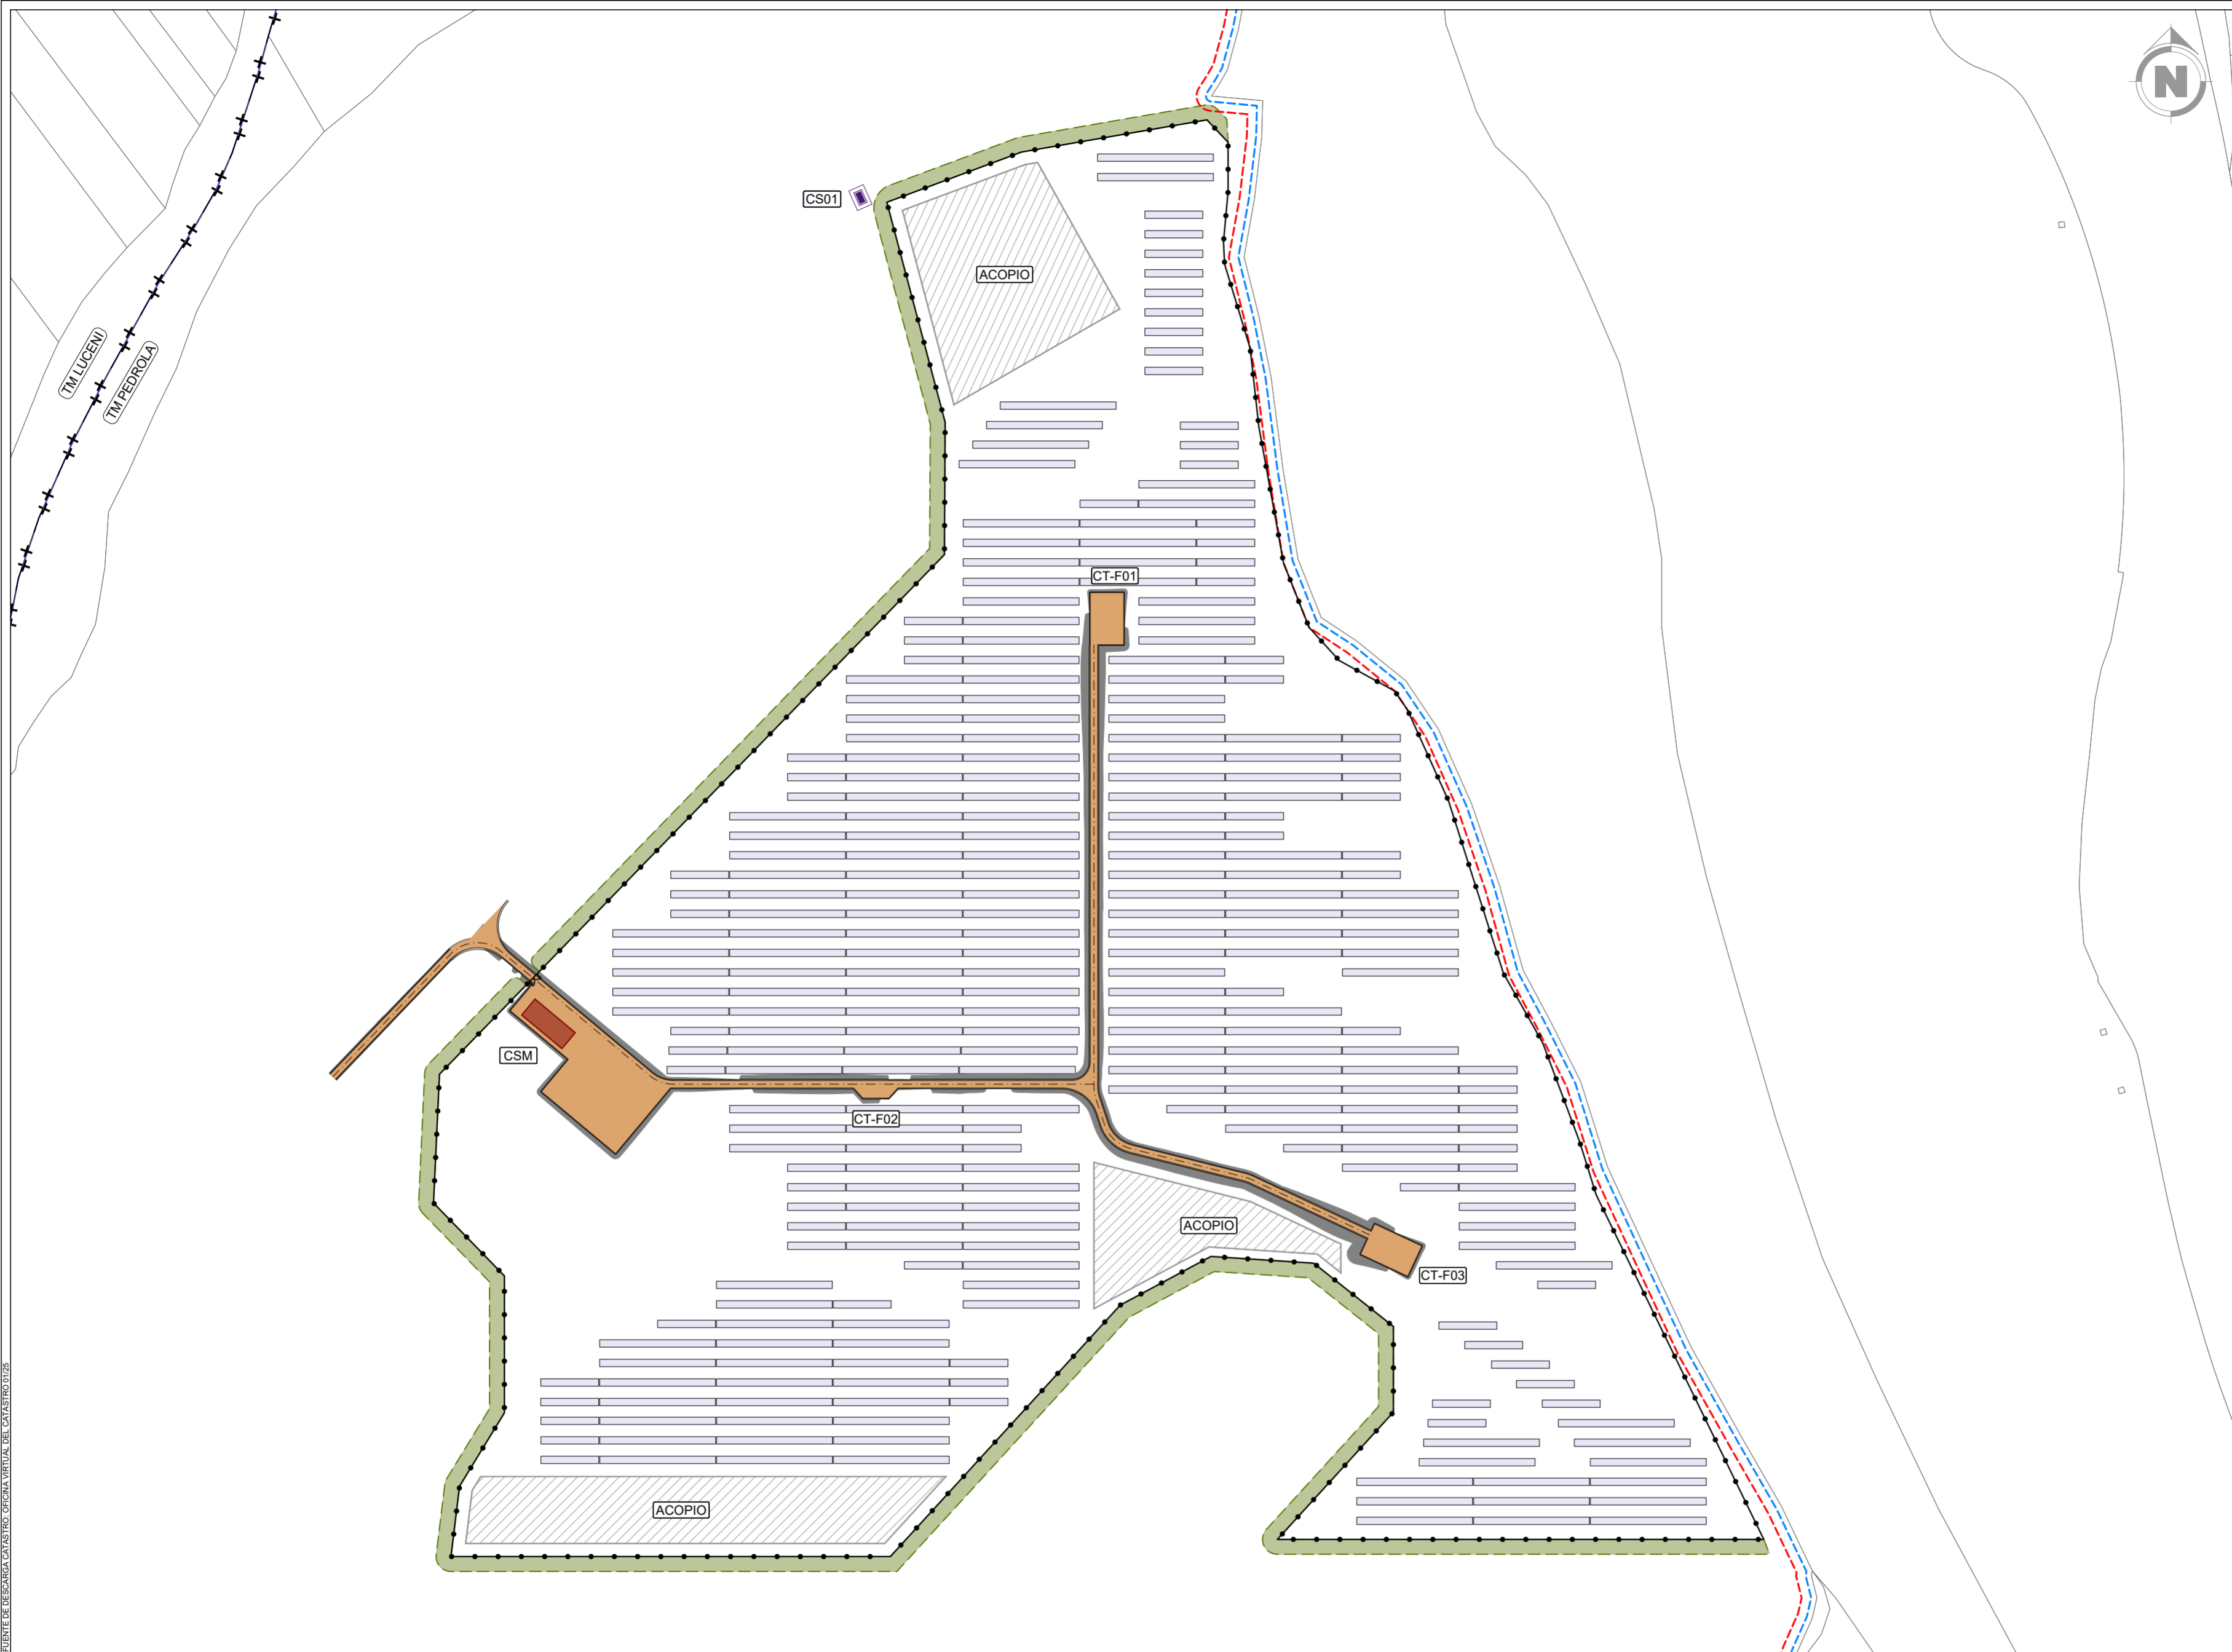 N
CS01
ACOPIO
TM LUCENI
TM PEDROLA
CT-F01
CSM
CT-F02
ACOPIO
CT-F03
ACOPIO
FUENTE DE DESCARGA CATASTRO: OFICINA VIRTUAL DEL CATASTRO 01/25